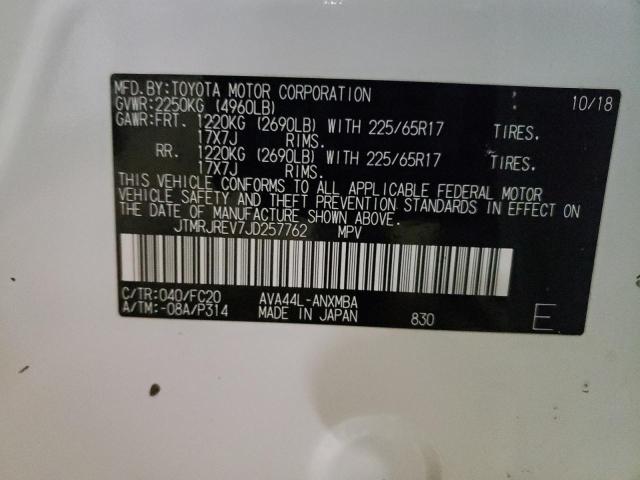 MFD.BY:TOYOTA MOTOR CORPORATION 10/18
GVWR:2250KG (4960LB)
GAWR:FRT. 1220KG (2690LB) WITH 225/65R17 TIRES.
17X7J RIMS.
RR. 1220KG (2690LB) WITH 225/65R17 TIRES.
17X7J RIMS.
THIS VEHICLE CONFORMS TO ALL APPLICABLE FEDERAL MOTOR
VEHICLE SAFETY AND THEFT PREVENTION STANDARDS IN EFFECT ON
THE DATE OF MANUFACTURE SHOWN ABOVE.
JTMRJREV7JD257762 MPV
C/TR:040/FC20 AVA44L-ANXMBA
A/TM:-08A/P314 MADE IN JAPAN 830 E